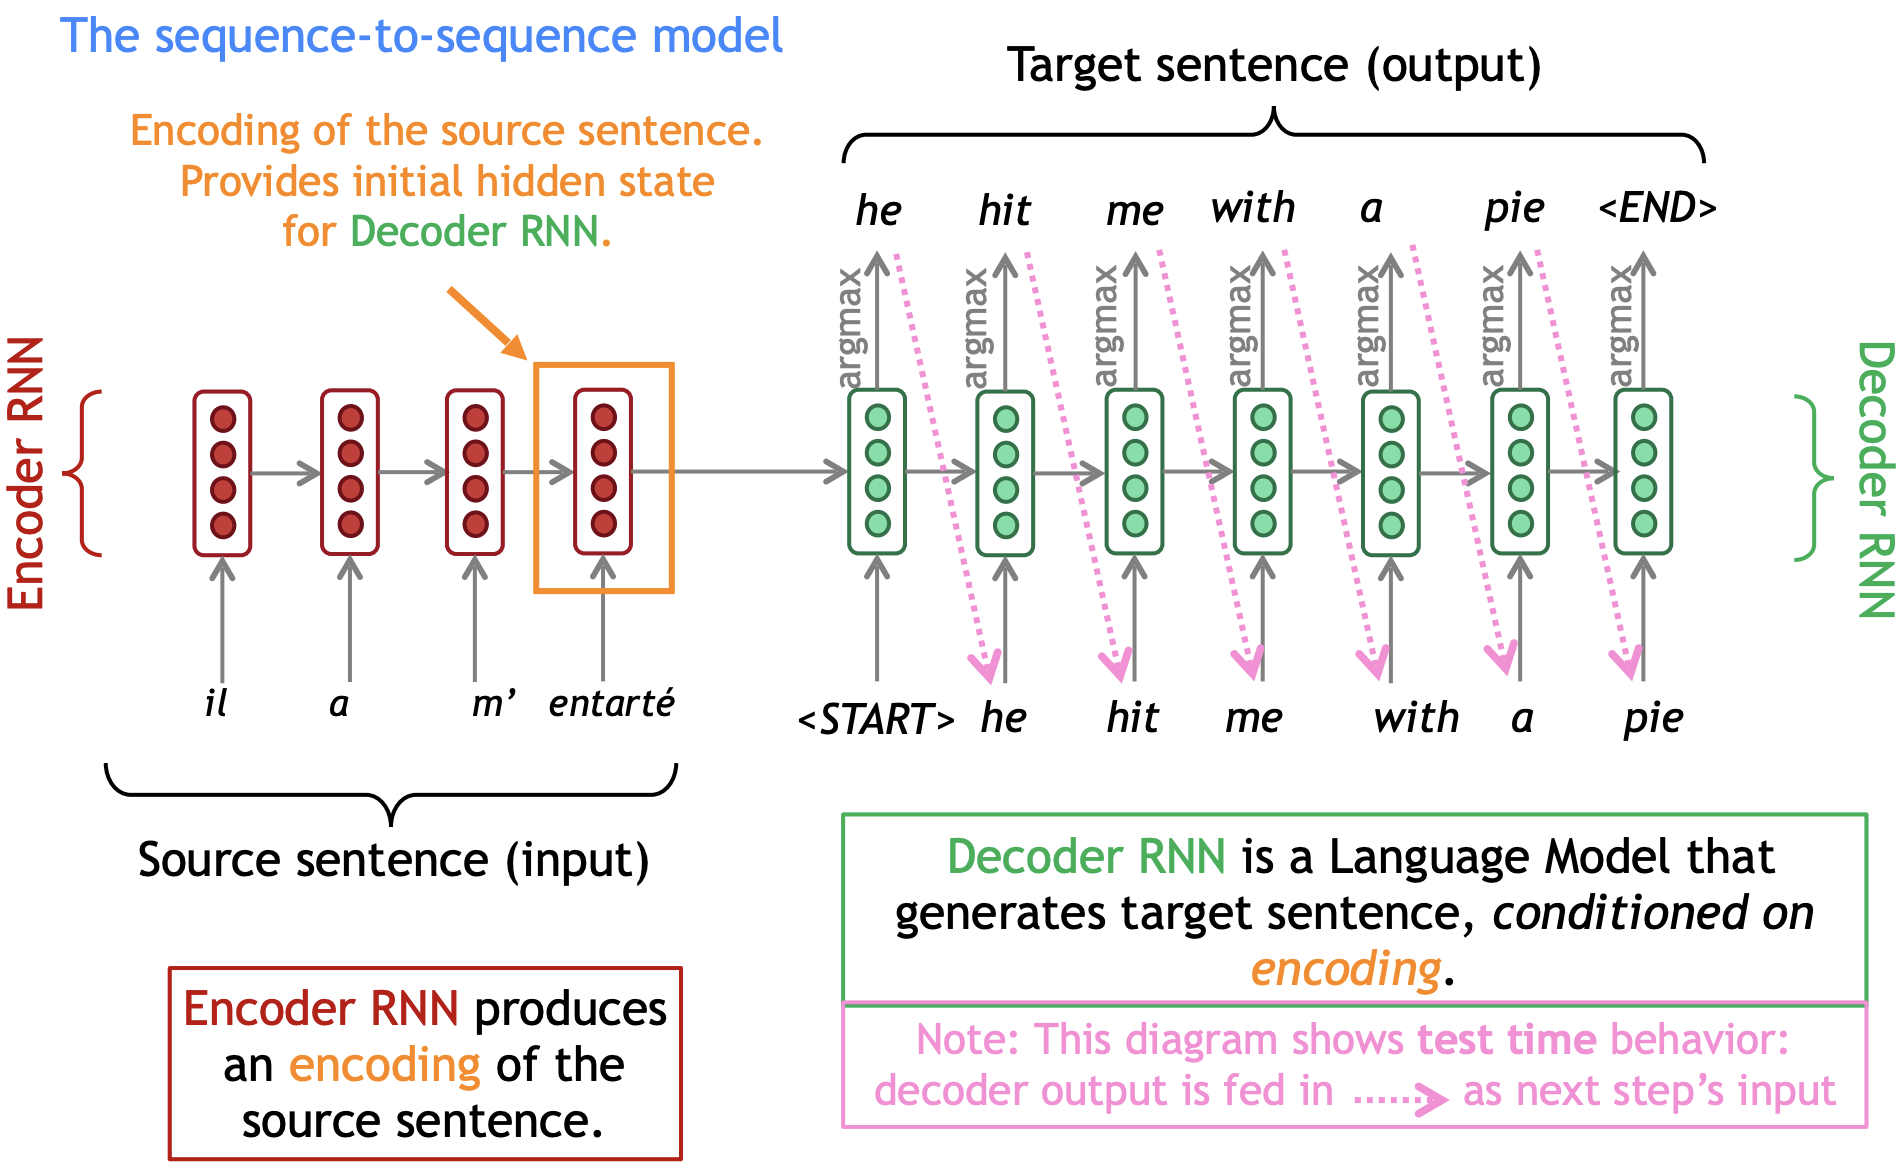 The sequence-to-sequence model
Encoding of the source sentence.
Provides initial hidden state
for Decoder RNN.
Target sentence (output)
he hit me with a pie <END>
argmax argmax argmax argmax argmax argmax argmax
Encoder RNN
Decoder RNN
il a m’ entarté
<START> he hit me with a pie
Source sentence (input)
Encoder RNN produces
an encoding of the
source sentence.
Decoder RNN is a Language Model that
generates target sentence, conditioned on
encoding.
Note: This diagram shows test time behavior:
decoder output is fed in as next step’s input